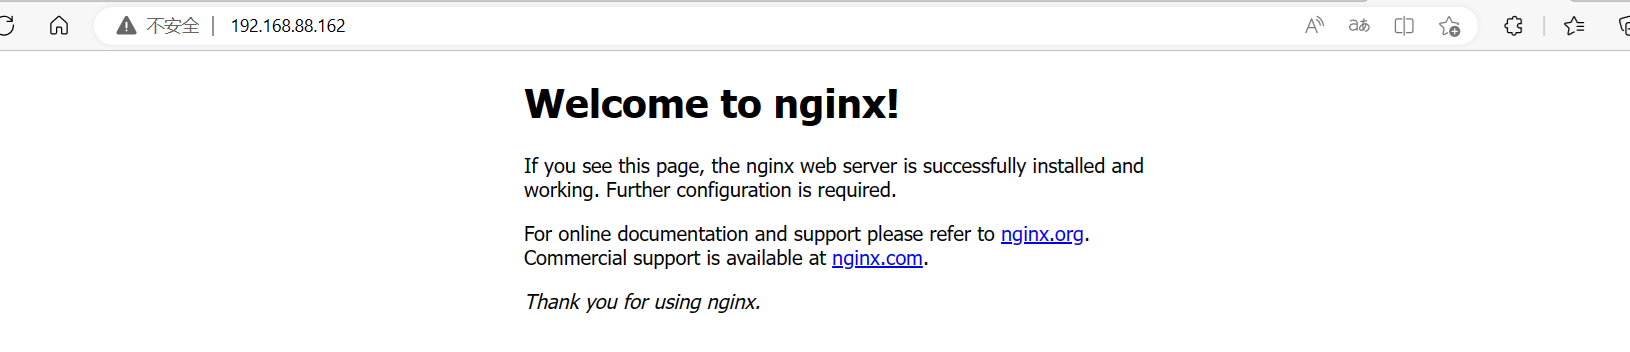 不安全 192.168.88.162
Welcome to nginx!
If you see this page, the nginx web server is successfully installed and
working. Further configuration is required.
For online documentation and support please refer to nginx.org.
Commercial support is available at nginx.com.
Thank you for using nginx.